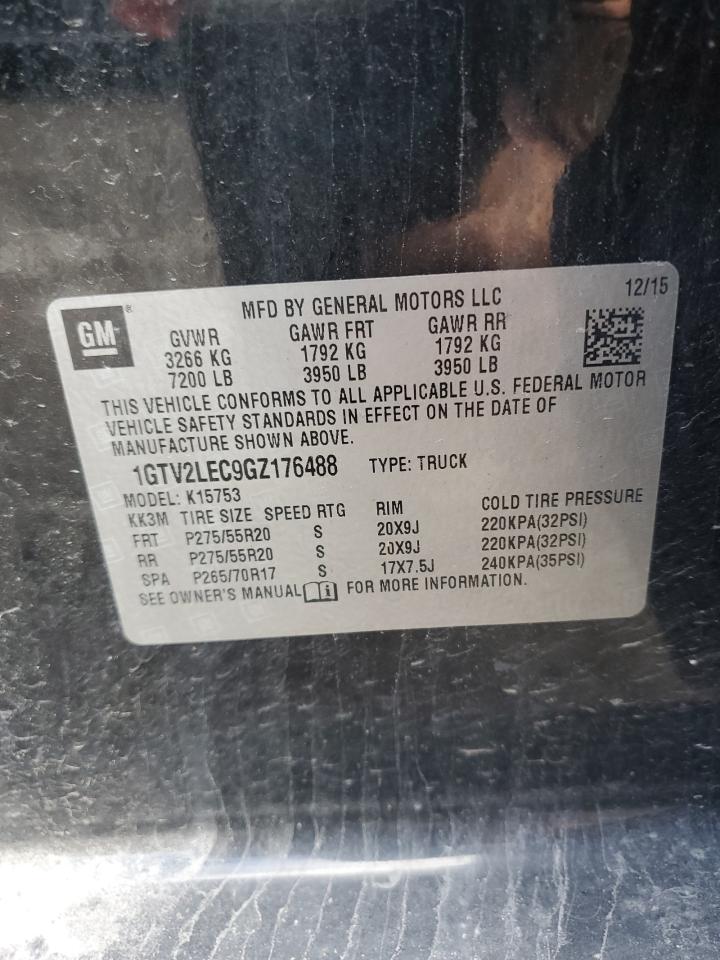 12/15
MFD BY GENERAL MOTORS LLC
GM
GVWR GAWR FRT GAWR RR
3266 KG 1792 KG 1792 KG
7200 LB 3950 LB 3950 LB
THIS VEHICLE CONFORMS TO ALL APPLICABLE U.S. FEDERAL MOTOR
VEHICLE SAFETY STANDARDS IN EFFECT ON THE DATE OF
MANUFACTURE SHOWN ABOVE.
1GTV2LEC9GZ176488 TYPE: TRUCK
MODEL: K15753
KK3M TIRE SIZE SPEED RTG RIM COLD TIRE PRESSURE
FRT P275/55R20 S 20X9J 220KPA(32PSI)
RR P275/55R20 S 20X9J 220KPA(32PSI)
SPA P265/70R17 S 17X7.5J 240KPA(35PSI)
SEE OWNER'S MANUAL FOR MORE INFORMATION.